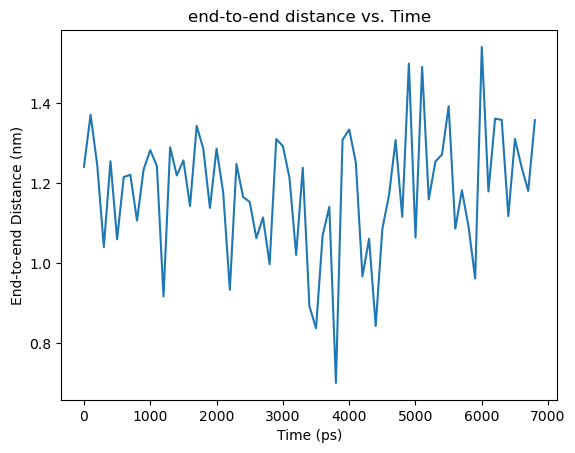 end-to-end distance vs. Time
End-to-end Distance (nm)
1.4
1.2
1.0
0.8
0 1000 2000 3000 4000 5000 6000 7000
Time (ps)